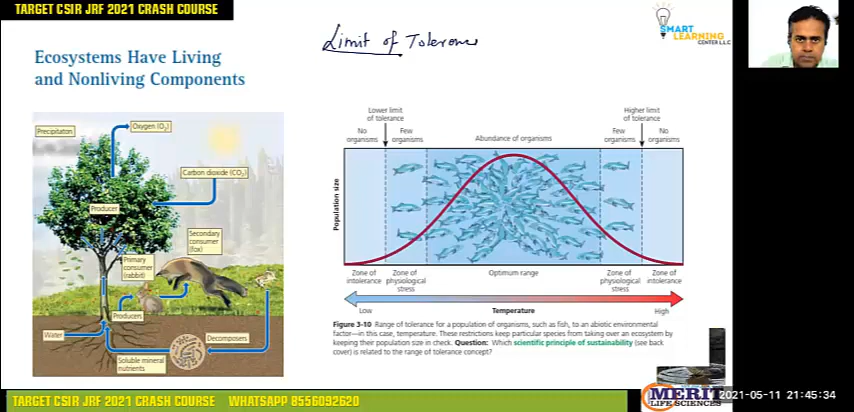 TARGET CSIR JRF 2021 CRASH COURSE
Limit of Tolerence
SMART
LEARNING
CENTER L.L.C
Ecosystems Have Living
and Nonliving Components
Precipitaton
Oxygen (O2)
Carbon dioxide (CO2)
Producer
Secondary
consumer
(fox)
Primary
consumer
(rabbit)
Producers
Water
Decomposers
Soluble mineral
nutrients
Lower limit
of tolerance
Higher limit
of tolerance
No
organisms
Few
organisms
Abundance of organisms
Few
organisms
No
organisms
Population size
Zone of
intolerance
Zone of
physiological
stress
Optimum range
Zone of
physiological
stress
Zone of
intolerance
Low
Temperature
High
Figure 3-10 Range of tolerance for a population of organisms, such as fish, to an abiotic environmental
factor—in this case, temperature. These restrictions keep particular species from taking over an ecosystem by
keeping their population size in check. Question: Which scientific principle of sustainability (see back
cover) is related to the range of tolerance concept?
TARGET CSIR JRF 2021 CRASH COURSE WHATSAPP 8556092620
MERIT
LIFE SCIENCES
2021-05-11 21:45:34